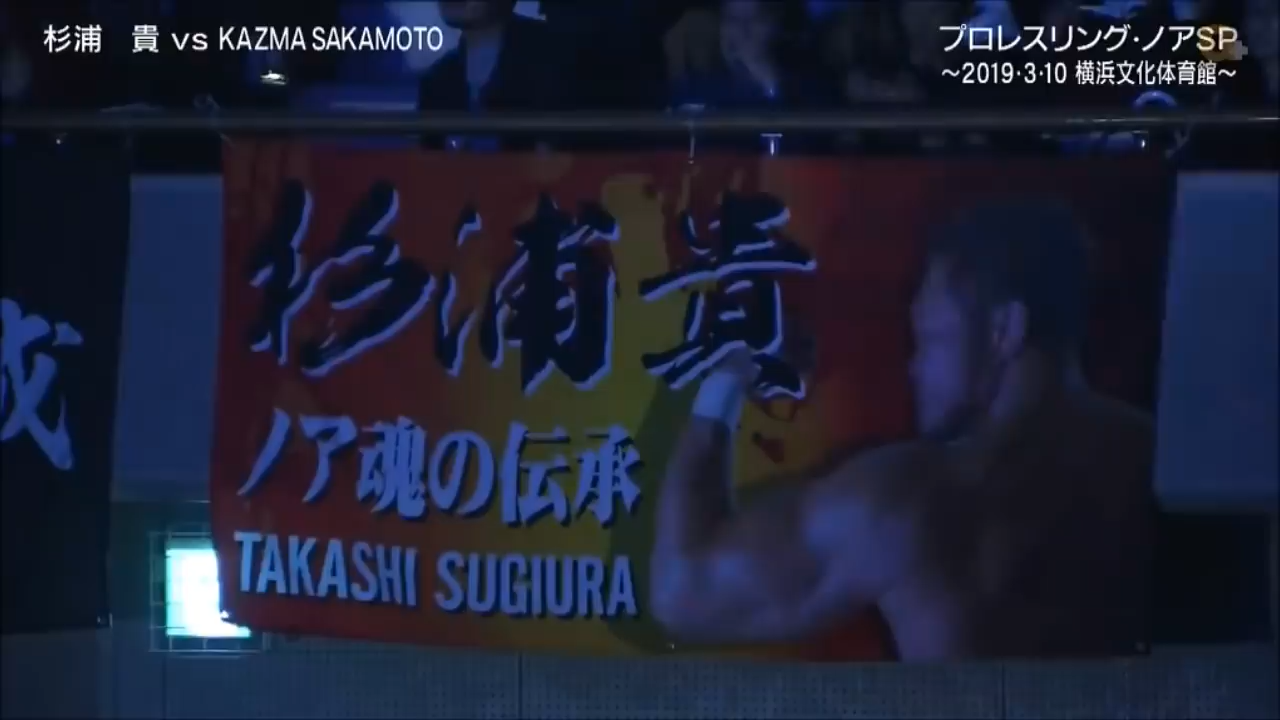 杉浦 貴 vs KAZMA SAKAMOTO
プロレスリング・ノアSP
～2019・3・10 横浜文化体育館～
杉浦貴
ノア魂の伝承
TAKASHI SUGIURA